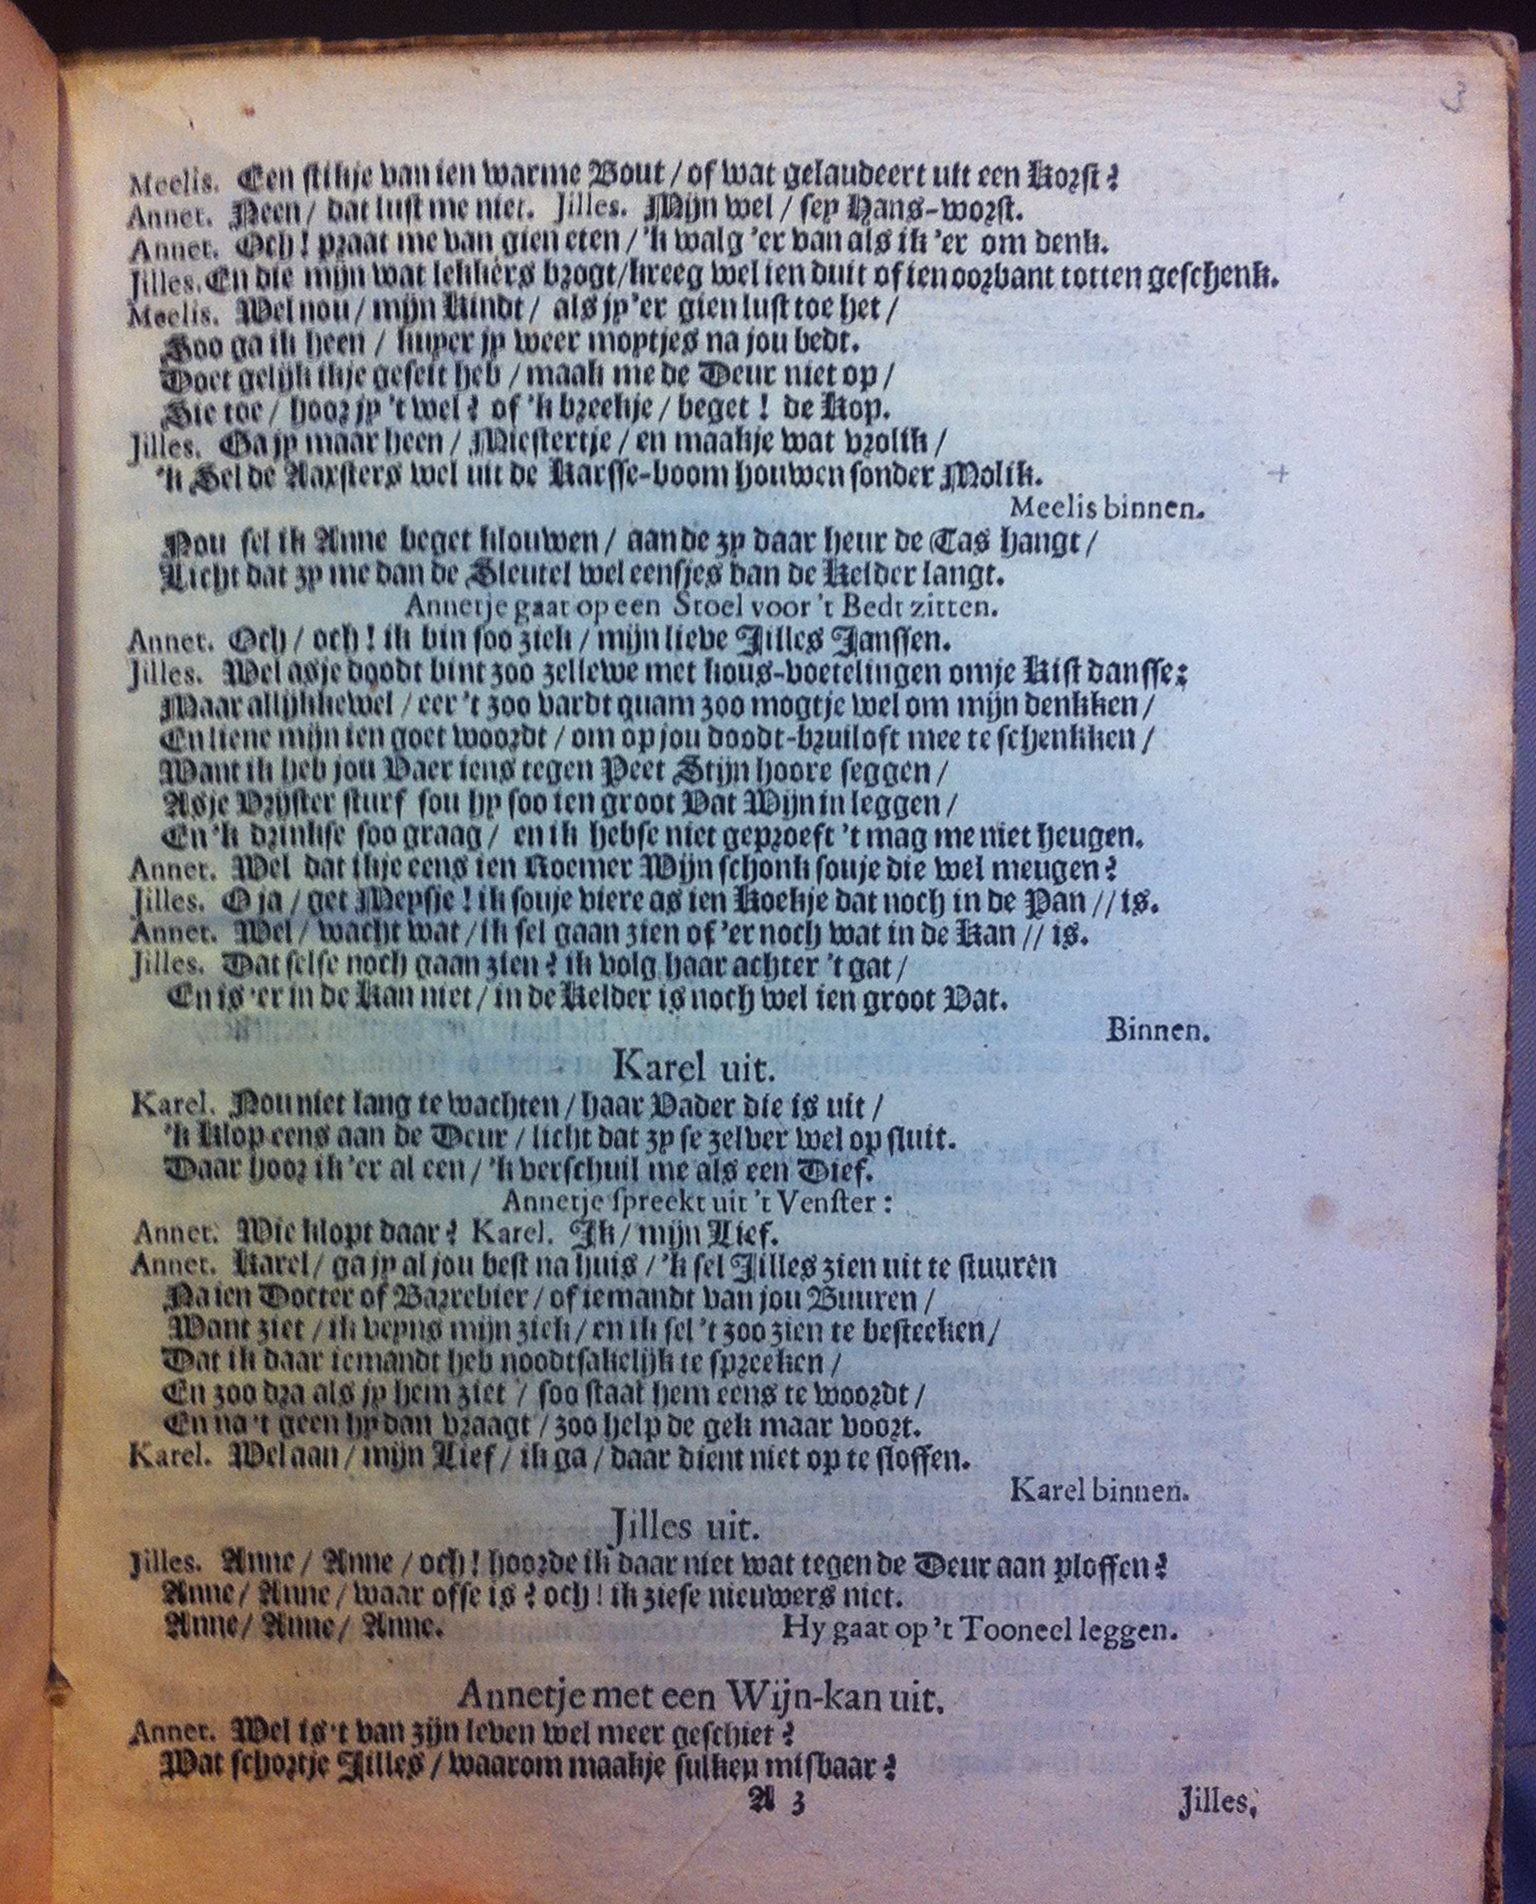 3
Meelis. Een stikje van ien warme Bout / of wat gelaudeert uit een Korst?
Annet. Neen / dat lust me niet. Jilles. Mijn wel / sey Hans-worst.
Annet. Och! praat me van gien eten / 'k walg 'er van als ik 'er om denk.
Jilles. En die mijn wat lekkers brogt / kreeg wel ien duit of ien oorbant totten geschenk.
Meelis. Wel nou / mijn Kindt / als jy 'er gien lust toe het /
Soo ga ik heen / kuyer jy weer moytjes na jou bedt.
Doet gelijk ikje geseit heb / maak me de Deur niet op /
Sie toe / hoor jy 't wel? of 'k breekje / beget! de Kop.
Jilles. Ga jy maar heen / Miestertje / en maakje wat vrolik /
'k Sel de Aaxsters wel uit de Karsse-boom houwen sonder Molik.
Meelis binnen.
Nou sel ik Anne beget klouwen / aan de zy daar heur de Tas hangt /
Licht dat zy me dan de Sleutel wel eensjes van de Kelder langt.
Annetje gaat op een Stoel voor 't Bedt zitten.
Annet. Och / och! ik bin soo ziek / mijn lieve Jilles Janssen.
Jilles. Wel asje doodt bint zoo zellewe met kous-voetelingen omje Kist dansse:
Maar allijkkewel / eer 't zoo vardt quam zoo mogtje wel om mijn denkken /
En liene mijn ien goet woordt / om op jou doodt-bruiloft mee te schenkken /
Want ik heb jou Vaer iens tegen Peet Stijn hoore seggen /
Asje Vrijster sturf sou hy soo ien groot Vat Wijn in leggen /
En 'k drinkse soo graag / en ik hebse niet geproeft 't mag me niet heugen.
Annet. Wel dat ikje eens ien Roemer Wijn schonk souje die wel meugen?
Jilles. O ja / get Meysje! ik souje viere as ien Koekje dat noch in de Pan // is.
Annet. Wel / wacht wat / ik sel gaan zien of 'er noch wat in de Kan // is.
Jilles. Dat selse noch gaan zien? ik volg haar achter 't gat /
En is 'er in de Kan niet / in de Kelder is noch wel ien groot Vat.
Binnen.
Karel uit.
Karel. Nou niet lang te wachten / haar Vader die is uit /
'k Klop eens aan de Deur / licht dat zy se zelver wel op sluit.
Daar hoor ik 'er al een / 'k verschuil me als een Dief.
Annetje spreekt uit 't Venster:
Annet. Wie klopt daar? Karel. Ik / mijn Lief.
Annet. Karel / ga jy al jou best na huis / 'k sel Jilles zien uit te stuuren
Na ien Docter of Barrebier / of iemandt van jou Buuren /
Want ziet / ik veyns mijn ziek / en ik sel 't zoo zien te besteeken /
Dat ik daar iemandt heb noodtsakelijk te spreeken /
En zoo dra als jy hem ziet / soo staat hem eens te woordt /
En na 't geen hy dan vraagt / zoo help de gek maar voort.
Karel. Wel aan / mijn Lief / ik ga / daar dient niet op te sloffen.
Karel binnen.
Jilles uit.
Jilles. Anne / Anne / och! hoorde ik daar niet wat tegen de Deur aan ploffen?
Anne / Anne / waar offe is? och! ik ziese nieuwers niet.
Anne / Anne / Anne. Hy gaat op 't Tooneel leggen.
Annetje met een Wijn-kan uit.
Annet. Wel is 't van zijn leven wel meer geschiet?
Wat schortje Jilles / waarom maakje sulken misbaar?
A 3 Jilles.